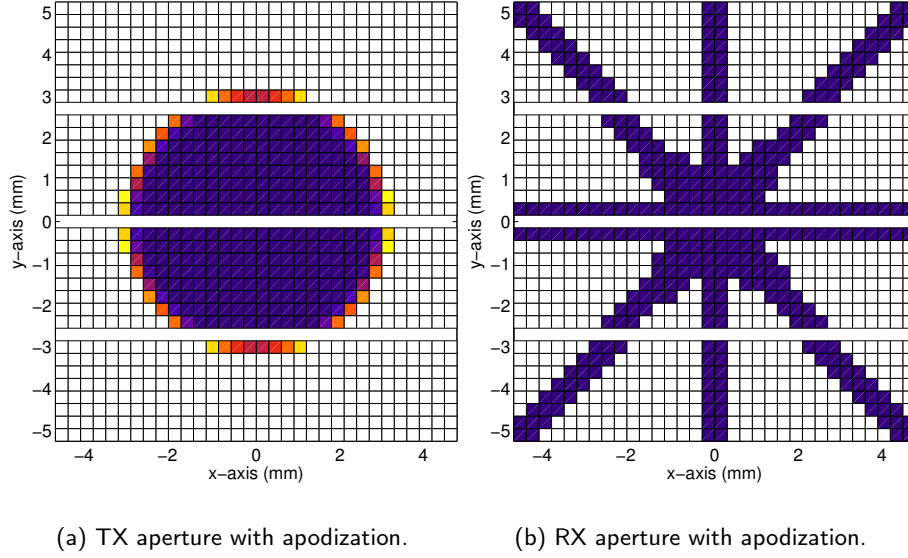 5
4
3
2
1
0
−1
−2
−3
−4
−5
y−axis (mm)
−4 −2 0 2 4
x−axis (mm)
5
4
3
2
1
0
−1
−2
−3
−4
−5
y−axis (mm)
−4 −2 0 2 4
x−axis (mm)
(a) TX aperture with apodization.
(b) RX aperture with apodization.